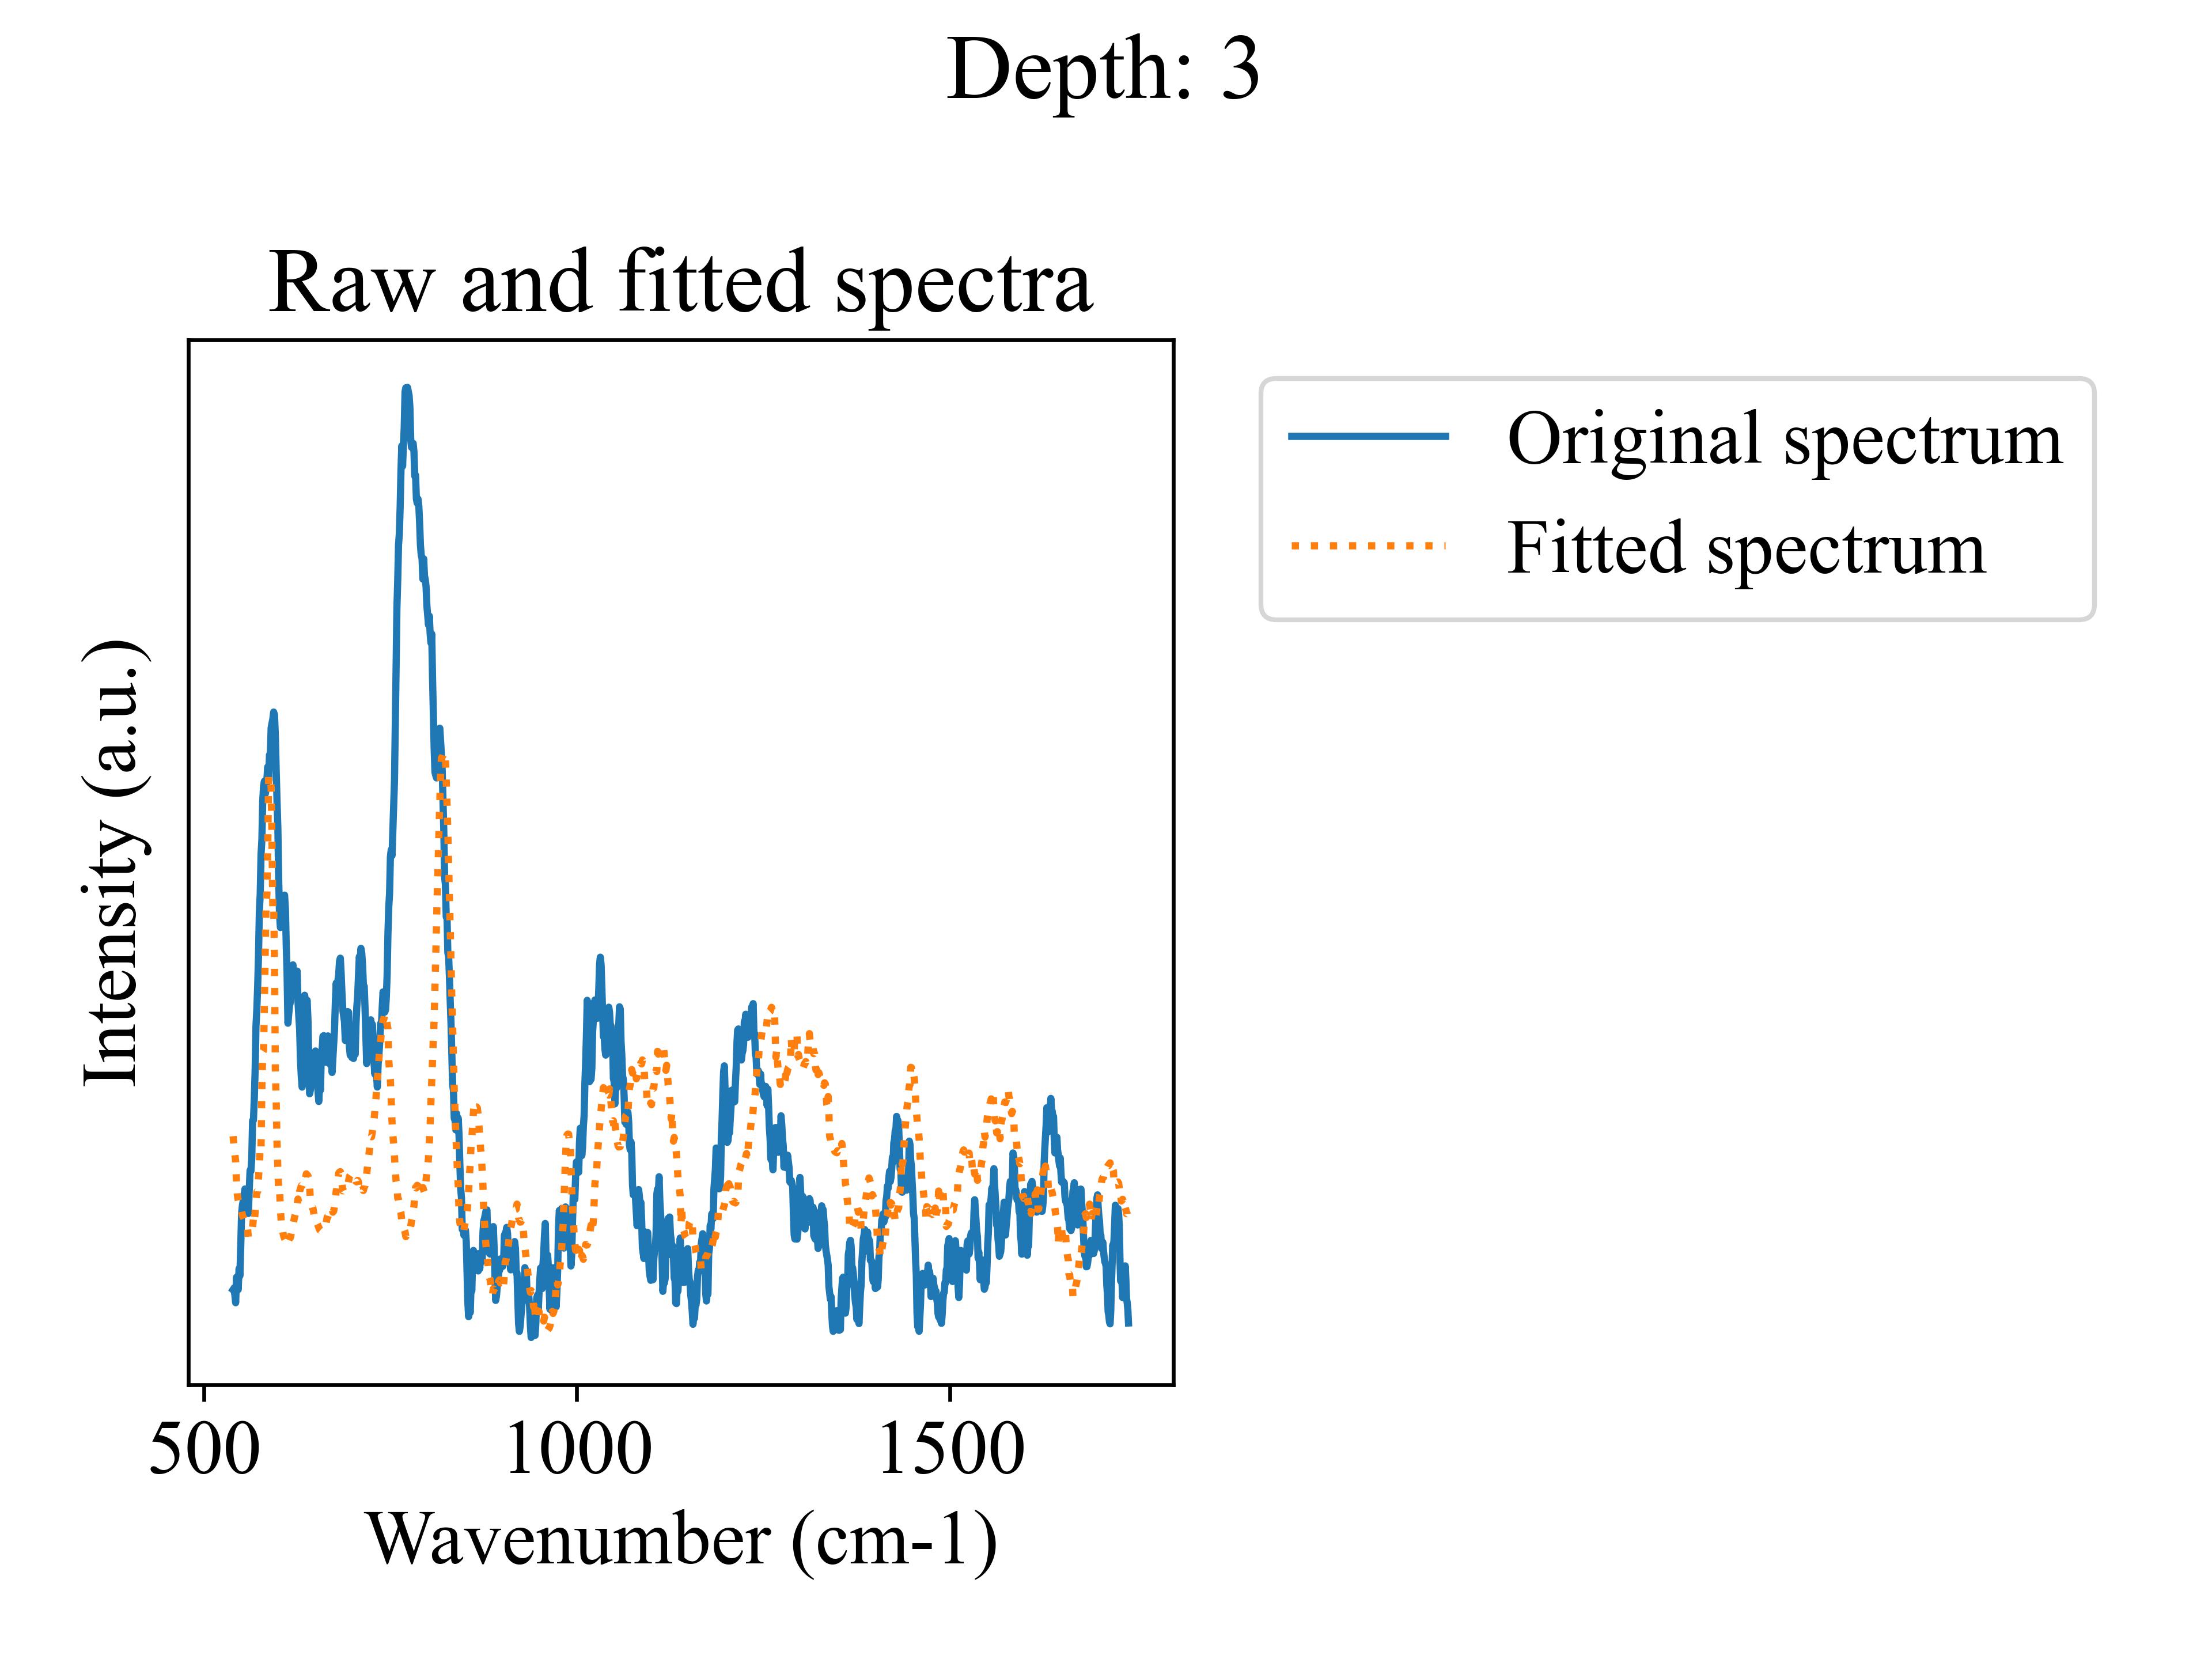 Depth: 3
Raw and fitted spectra
Original spectrum
Fitted spectrum
Intensity (a.u.)
500 1000 1500
Wavenumber (cm-1)